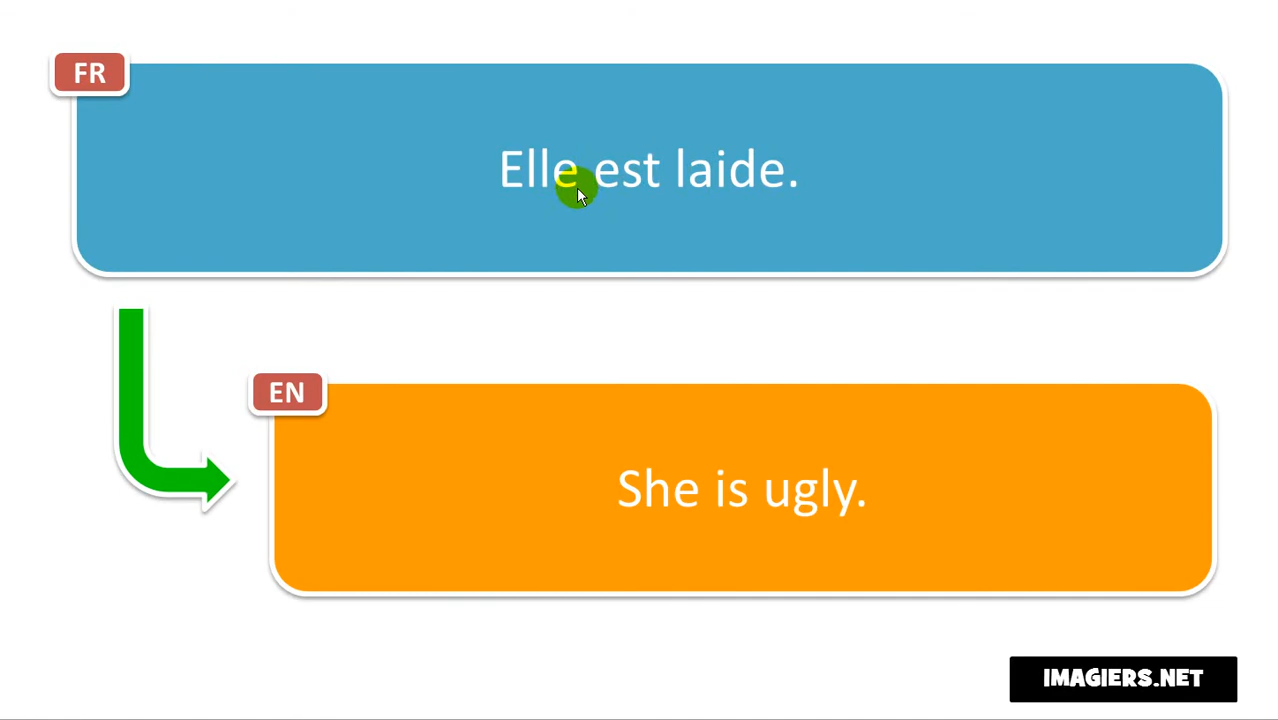 FR
Elle est laide.
EN
She is ugly.
IMAGIERS.NET